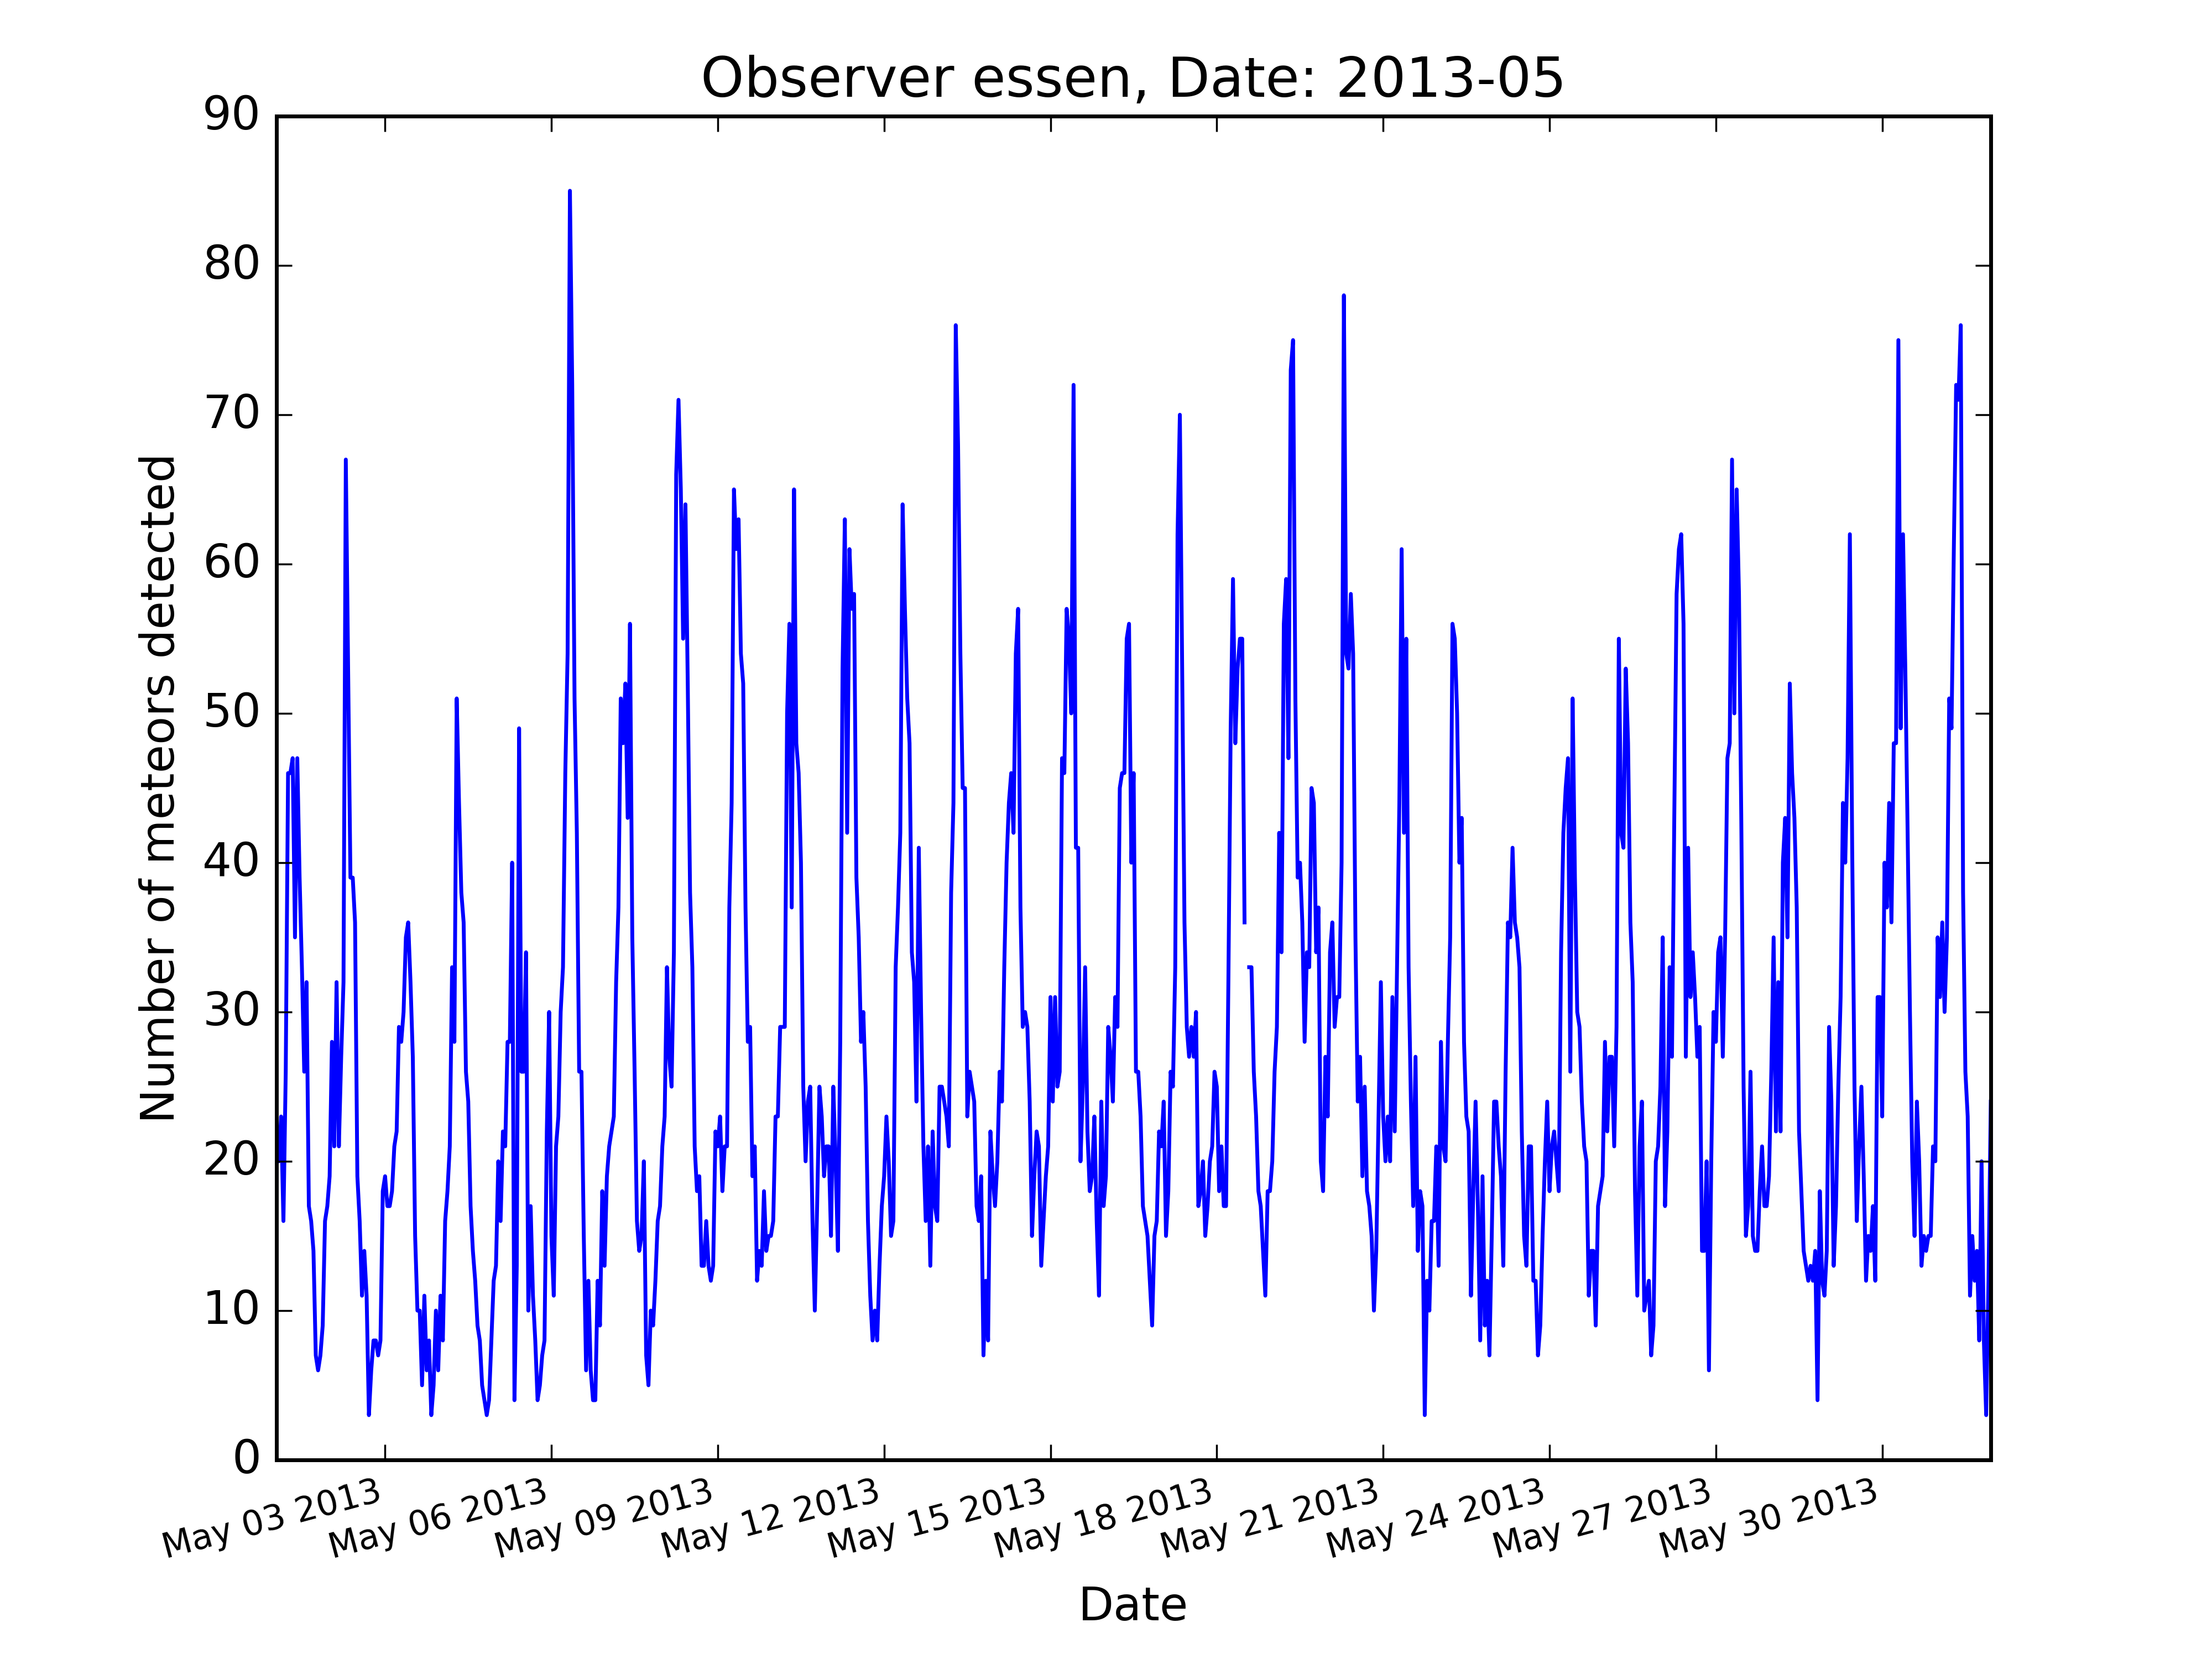 Observer essen, Date: 2013-05
Number of meteors detected
90
80
70
60
50
40
30
20
10
0
May 03 2013
May 06 2013
May 09 2013
May 12 2013
May 15 2013
May 18 2013
May 21 2013
May 24 2013
May 27 2013
May 30 2013
Date